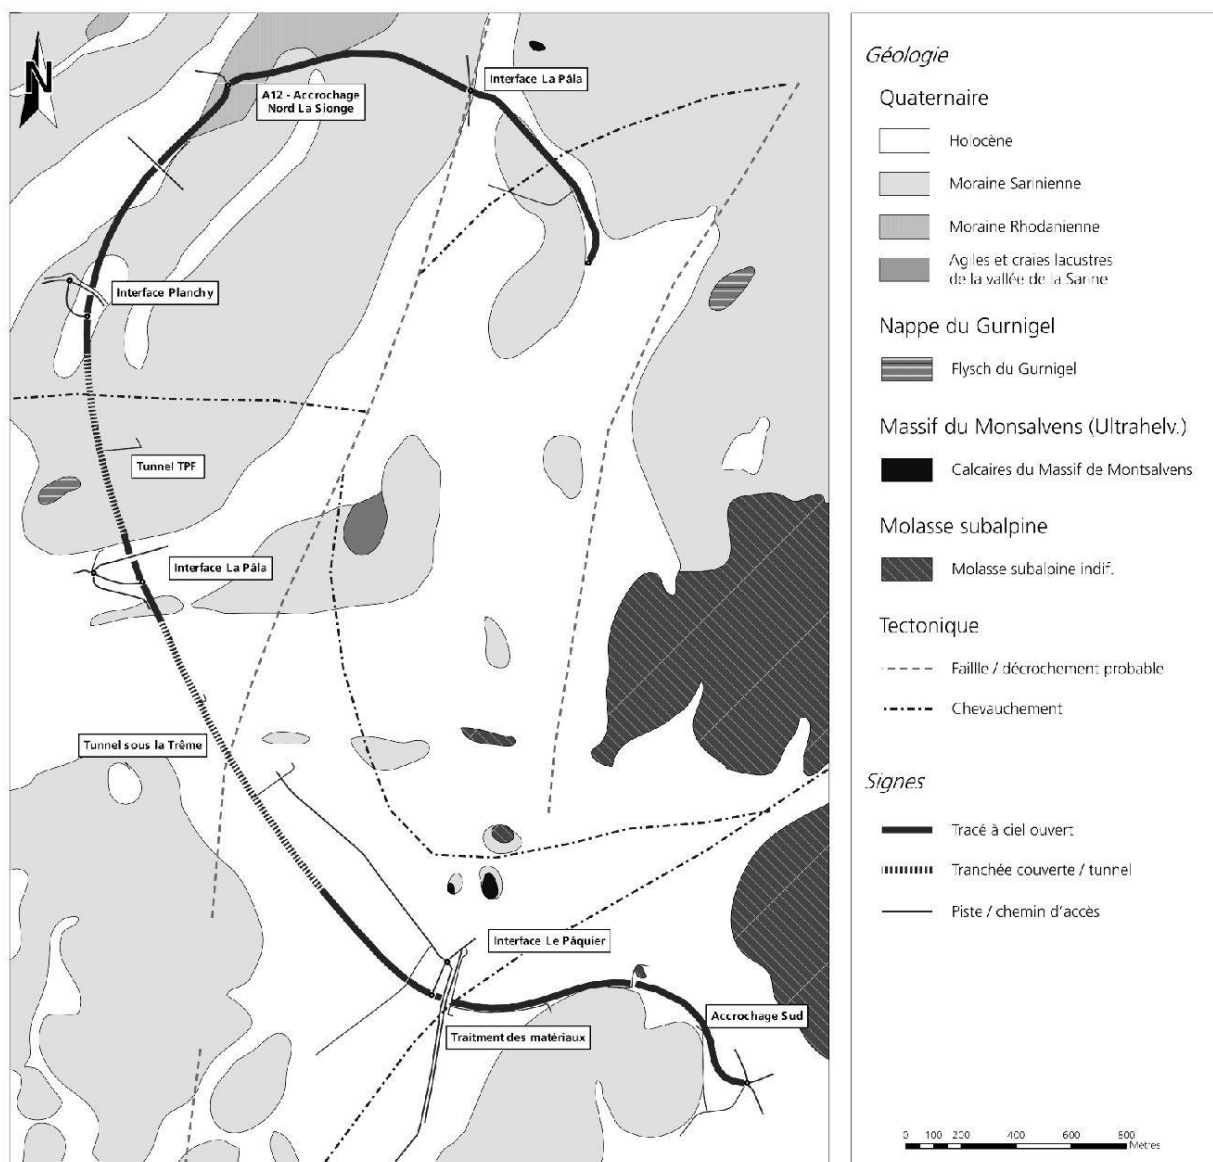 N
Interface La Pâla
A12 - Accrochage
Nord La Sionge
Interface Planchy
Tunnel TPF
Interface La Pâla
Tunnel sous la Trême
Interface Le Pâquier
Accrochage Sud
Traitment des matériaux
Géologie
Quaternaire
Holocène
Moraine Sarinienne
Moraine Rhodanienne
Agiles et craies lacustres
de la vallée de la Sarine
Nappe du Gurnigel
Flysch du Gurnigel
Massif du Monsalvens (Ultrahelv.)
Calcaires du Massif de Montsalvens
Molasse subalpine
Molasse subalpine indif.
Tectonique
Faillle / décrochement probable
Chevauchement
Signes
Tracé à ciel ouvert
Tranchée couverte / tunnel
Piste / chemin d'accès
0 100 200 400 600 800
Metres